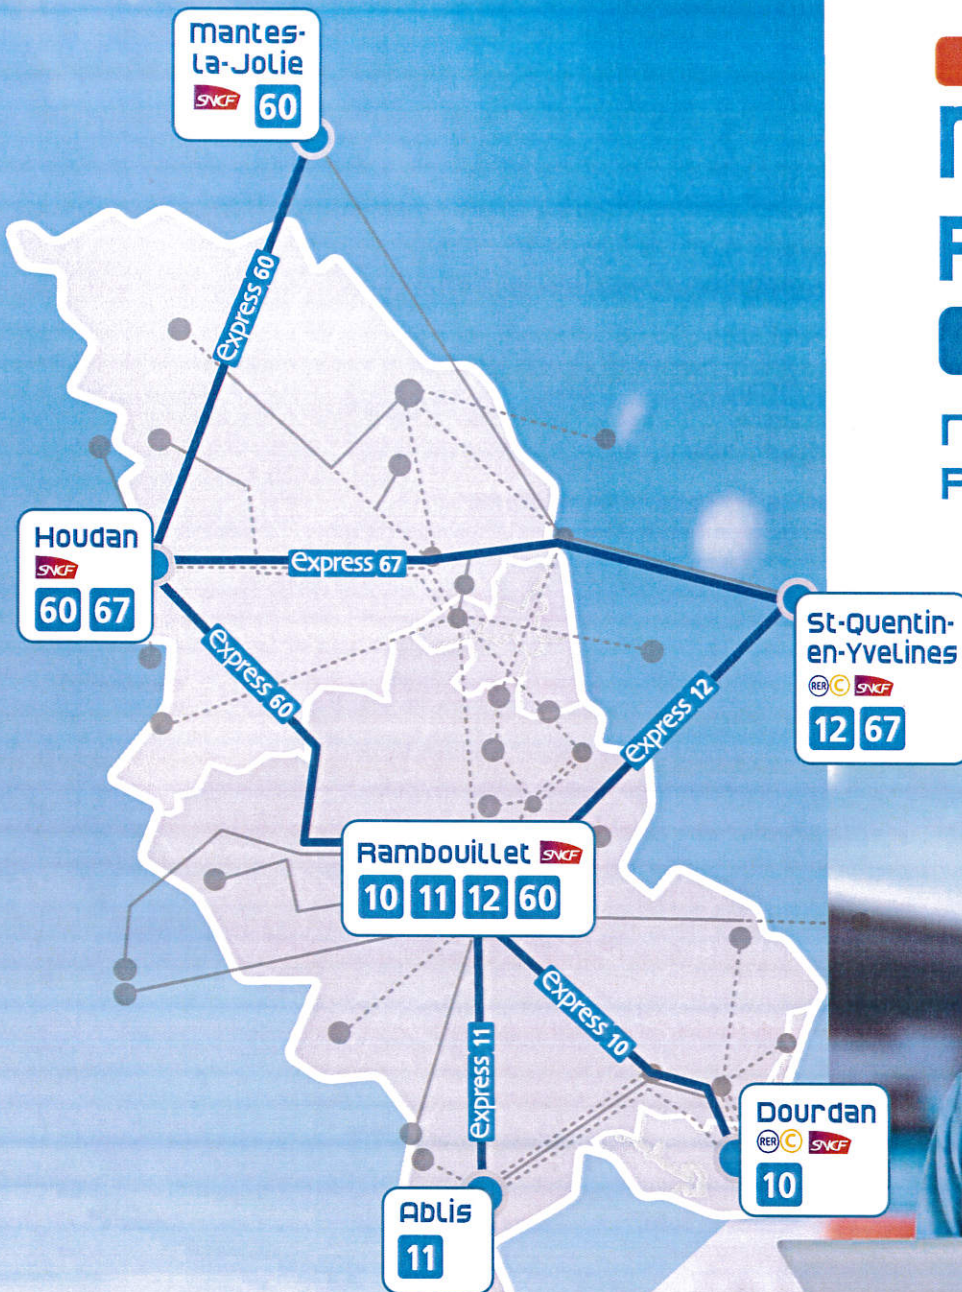 Mantes-
La-Jolie
SNCF 60
express 60
Houdan
SNCF
60 67
express 67
express 60
St-Quentin-
en-Yvelines
RER C SNCF
12 67
express 12
Rambouillet SNCF
10 11 12 60
express 10
express 11
Dourdan
RER C SNCF
10
Ablis
11